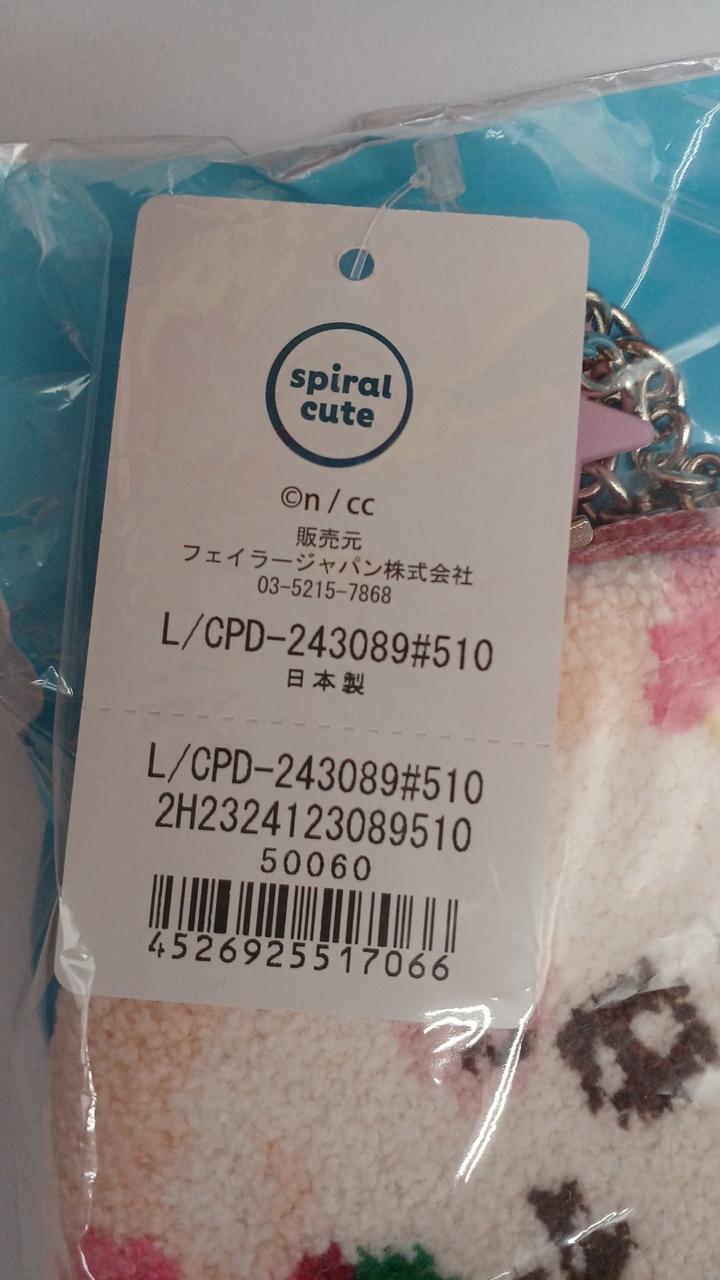 spiral
cute
©n / cc
販売元
フェイラージャパン株式会社
03-5215-7868
L/CPD-243089#510
日本製
L/CPD-243089#510
2H2324123089510
50060
4526925517066